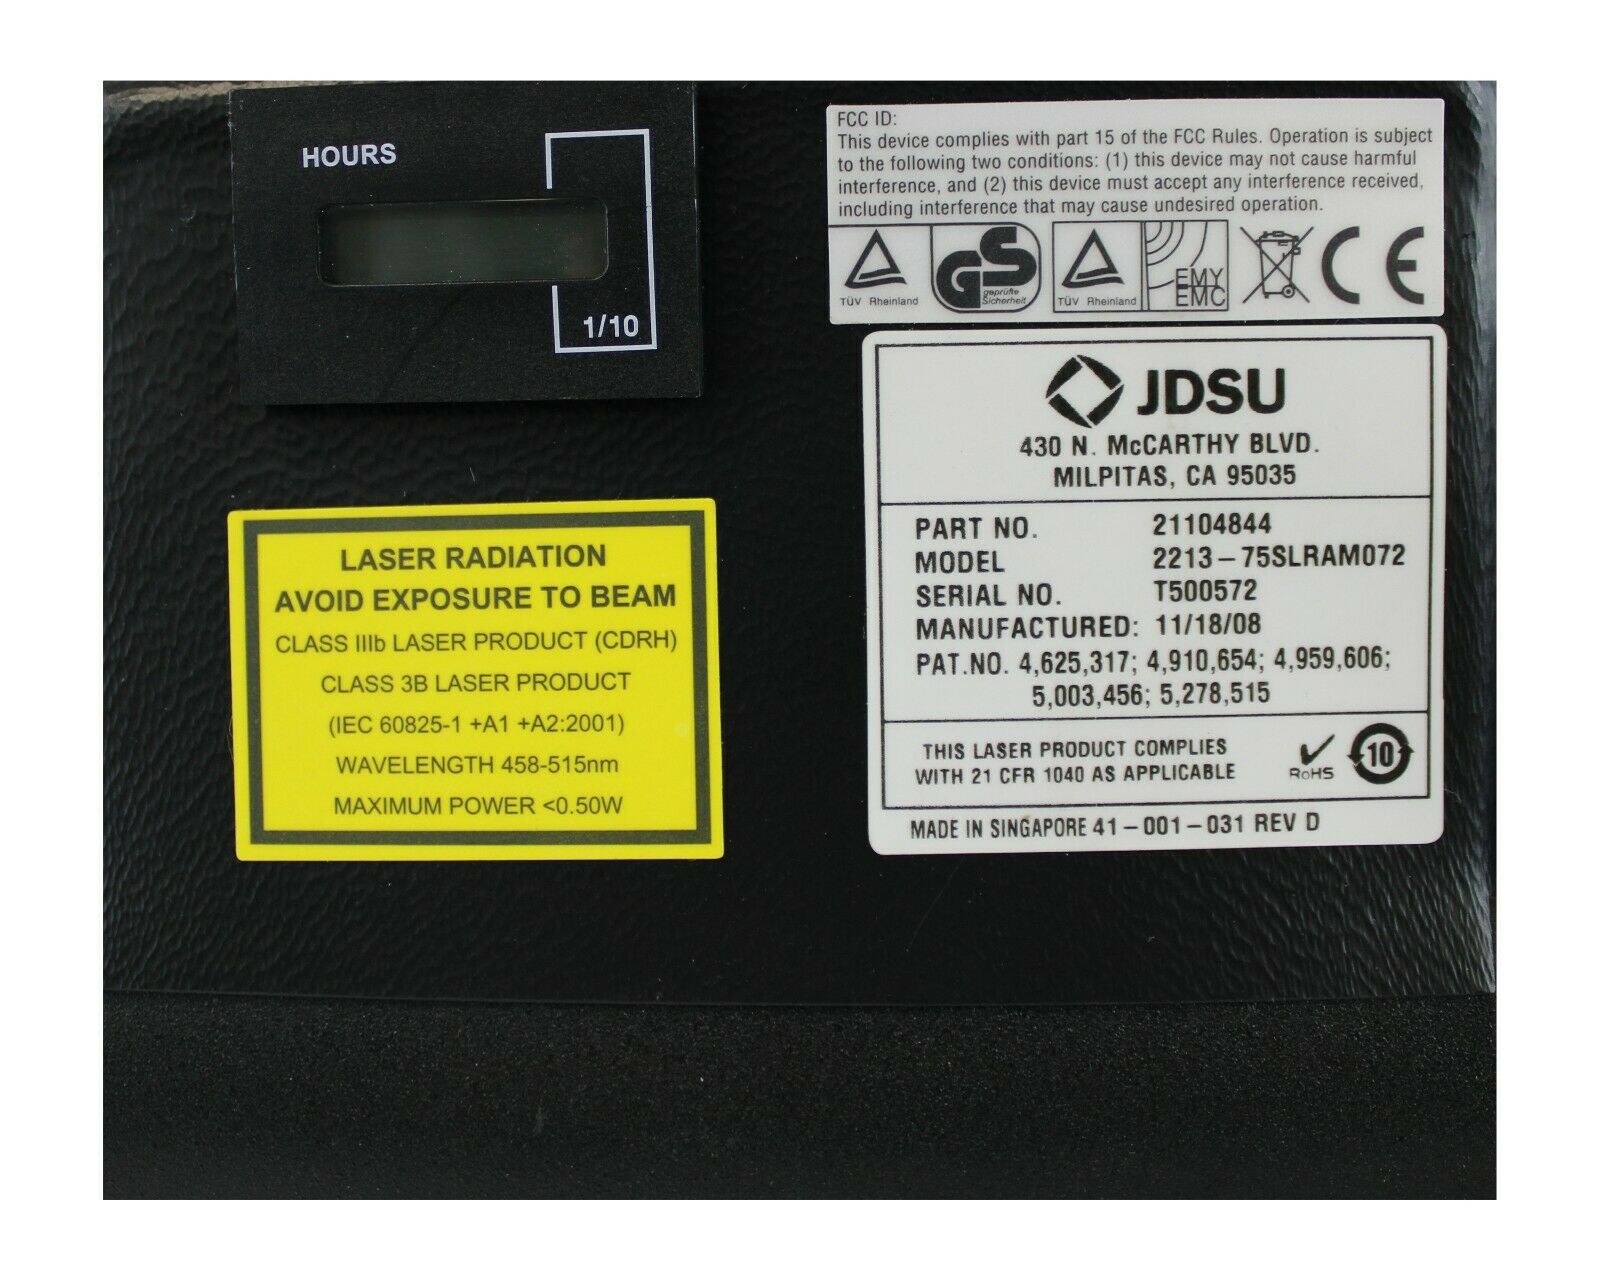 HOURS
1/10
FCC ID:
This device complies with part 15 of the FCC Rules. Operation is subject
to the following two conditions: (1) this device may not cause harmful
interference, and (2) this device must accept any interference received,
including interference that may cause undesired operation.
TÜV Rheinland
GS
geprüfte
Sicherheit
TÜV Rheinland
EMV
EMC
CE
JDSU
430 N. McCARTHY BLVD.
MILPITAS, CA 95035
PART NO. 21104844
MODEL 2213-75SLRAM072
SERIAL NO. T500572
MANUFACTURED: 11/18/08
PAT.NO. 4,625,317; 4,910,654; 4,959,606;
5,003,456; 5,278,515
THIS LASER PRODUCT COMPLIES
WITH 21 CFR 1040 AS APPLICABLE
RoHS
10
MADE IN SINGAPORE 41-001-031 REV D
LASER RADIATION
AVOID EXPOSURE TO BEAM
CLASS IIIb LASER PRODUCT (CDRH)
CLASS 3B LASER PRODUCT
(IEC 60825-1 +A1 +A2:2001)
WAVELENGTH 458-515nm
MAXIMUM POWER <0.50W